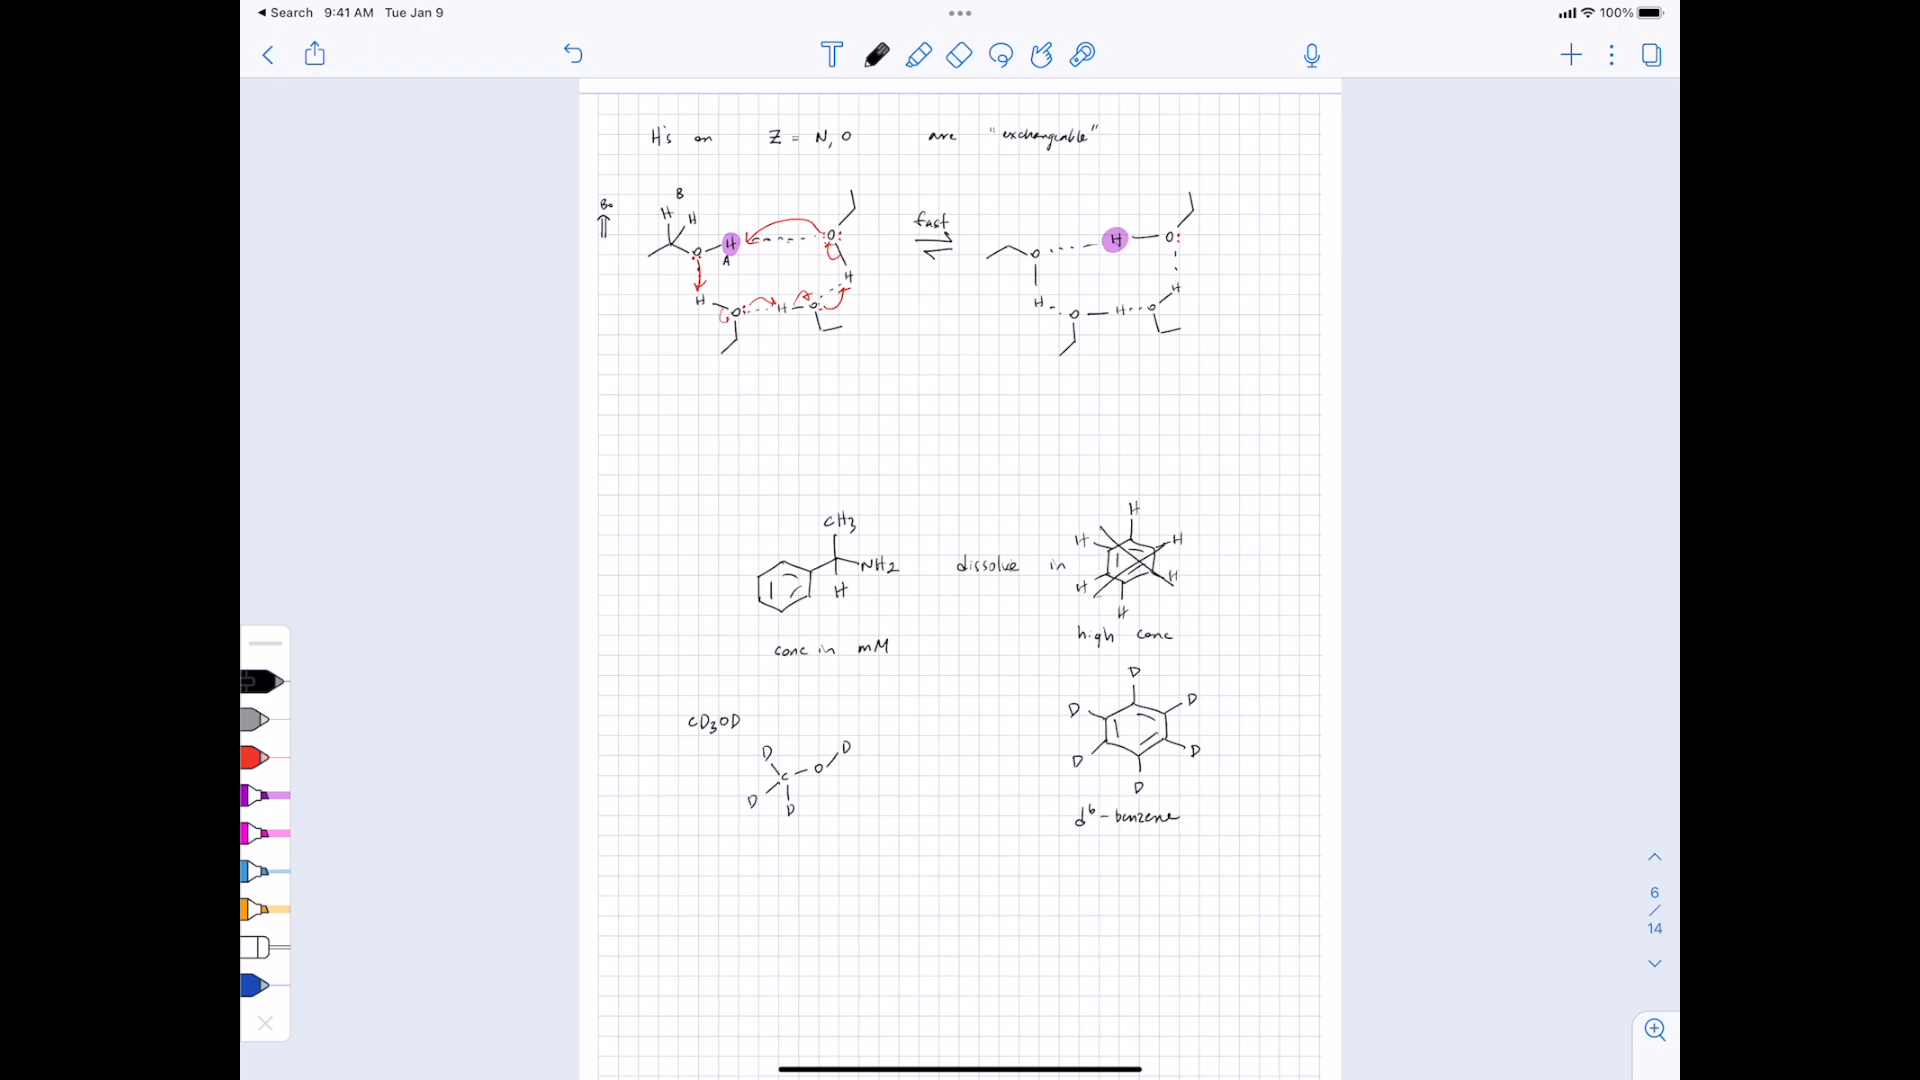 Search 9:41 AM Tue Jan 9
100%
T
H's on Z = N, O are "exchangeable"
B₀
B
H H
O H O
A
H
H O H O
fast
O H O
H H
O H O
CH3
NH2
H
dissolve in
H
H H
H H
H
high conc
conc in mM
CD3OD
D D
C O
D D
D
D D
D D
D
d⁶-benzene
6
/
14